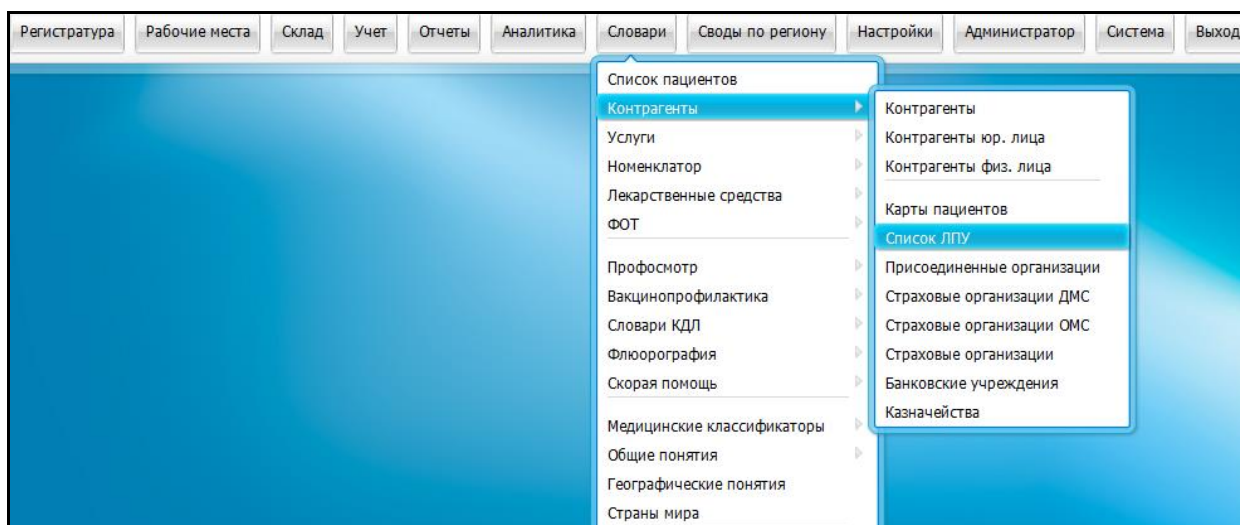 Регистратура Рабочие места Склад Учет Отчеты Аналитика Словари Своды по региону Настройки Администратор Система Выход
Список пациентов
Контрагенты
Услуги
Номенклатор
Лекарственные средства
ФОТ
Профосмотр
Вакцинопрофилактика
Словари КДЛ
Флюорография
Скорая помощь
Медицинские классификаторы
Общие понятия
Географические понятия
Страны мира
Контрагенты
Контрагенты юр. лица
Контрагенты физ. лица
Карты пациентов
Список ЛПУ
Присоединенные организации
Страховые организации ДМС
Страховые организации ОМС
Страховые организации
Банковские учреждения
Казначейства